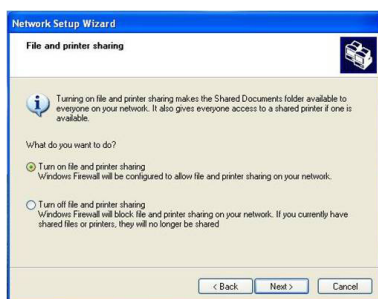 Network Setup Wizard
File and printer sharing
Turning on file and printer sharing makes the Shared Documents folder available to
everyone on your network. It also gives everyone access to a shared printer if one is
available.
What do you want to do?
Turn on file and printer sharing
Windows Firewall will be configured to allow file and printer sharing on your network.
Turn off file and printer sharing
Windows Firewall will block file and printer sharing on your network. If you currently have
shared files or printers, they will no longer be shared
< Back
Next >
Cancel